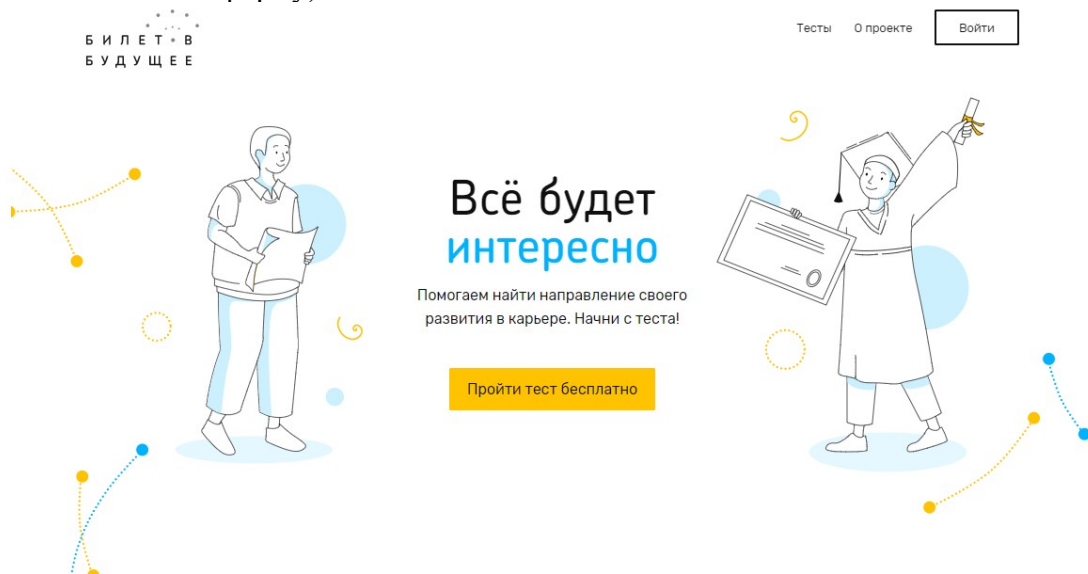 БИЛЕТ В
БУДУЩЕЕ
Тесты О проекте Войти
Всё будет
интересно
Помогаем найти направление своего
развития в карьере. Начни с теста!
Пройти тест бесплатно